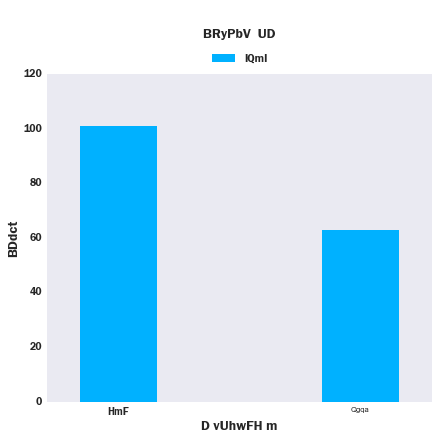 BRyPbV UD
IQml
120
100
80
60
40
20
0
BDdct
HmF
Cgqa
D vUhwFH m